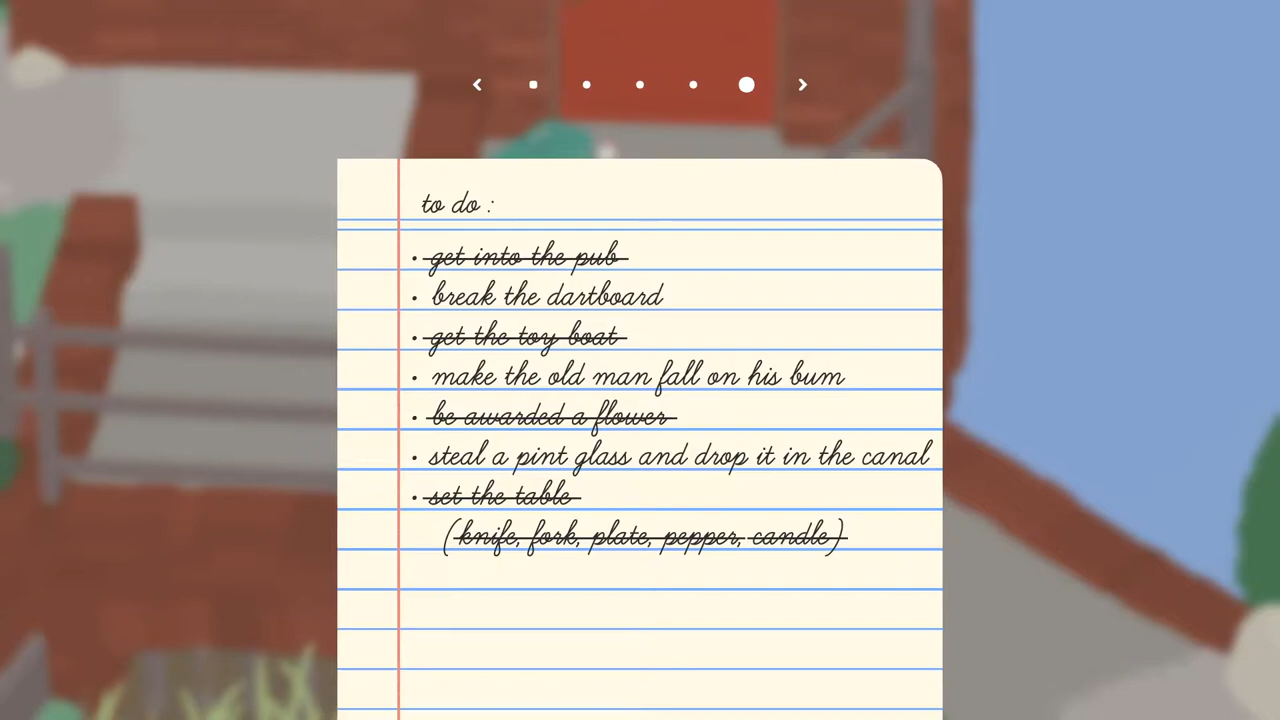 to do :
• get into the pub
• break the dartboard
• get the toy boat
• make the old man fall on his bum
• be awarded a flower
• steal a pint glass and drop it in the canal
• set the table
(knife, fork, plate, pepper, candle)